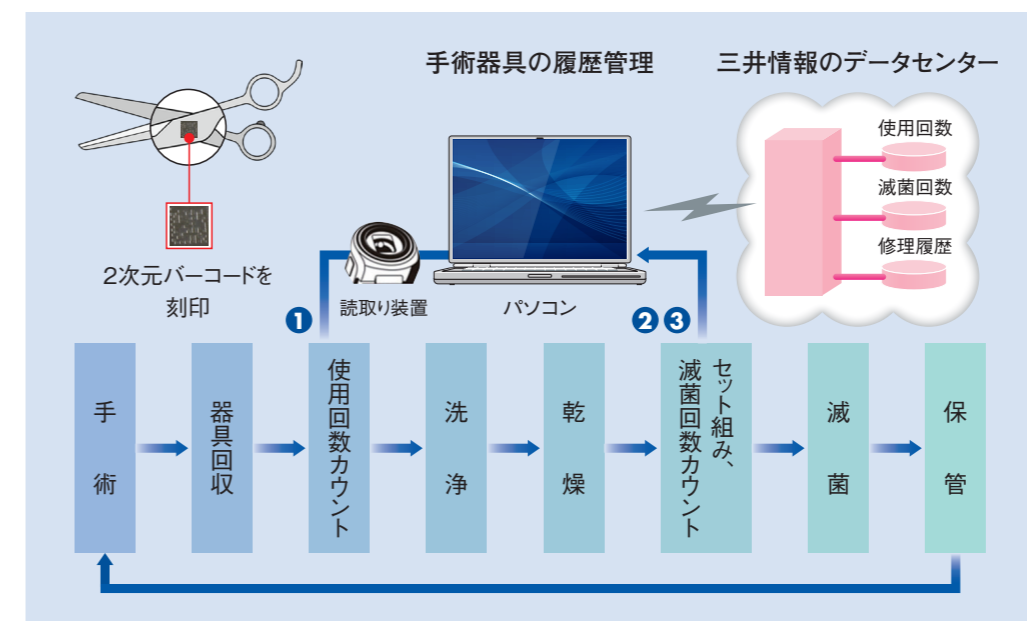 手術器具の履歴管理
三井情報のデータセンター
使用回数
滅菌回数
修理履歴
2次元バーコードを
刻印
読取り装置
パソコン
❶
❷❸
手術
器具回収
使用回数カウント
洗浄
乾燥
セット組み、
滅菌回数カウント
滅菌
保管